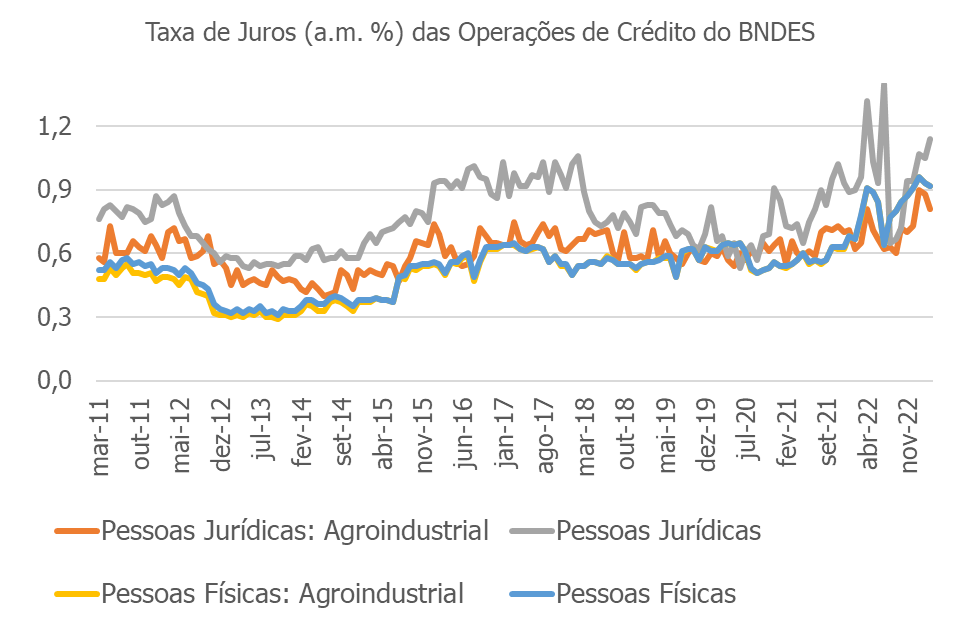 Taxa de Juros (a.m. %) das Operações de Crédito do BNDES
1,2
0,9
0,6
0,3
0,0
mar-11
out-11
mai-12
dez-12
jul-13
fev-14
set-14
abr-15
nov-15
jun-16
jan-17
ago-17
mar-18
out-18
mai-19
dez-19
jul-20
fev-21
set-21
abr-22
nov-22
Pessoas Jurídicas: Agroindustrial
Pessoas Jurídicas
Pessoas Físicas: Agroindustrial
Pessoas Físicas